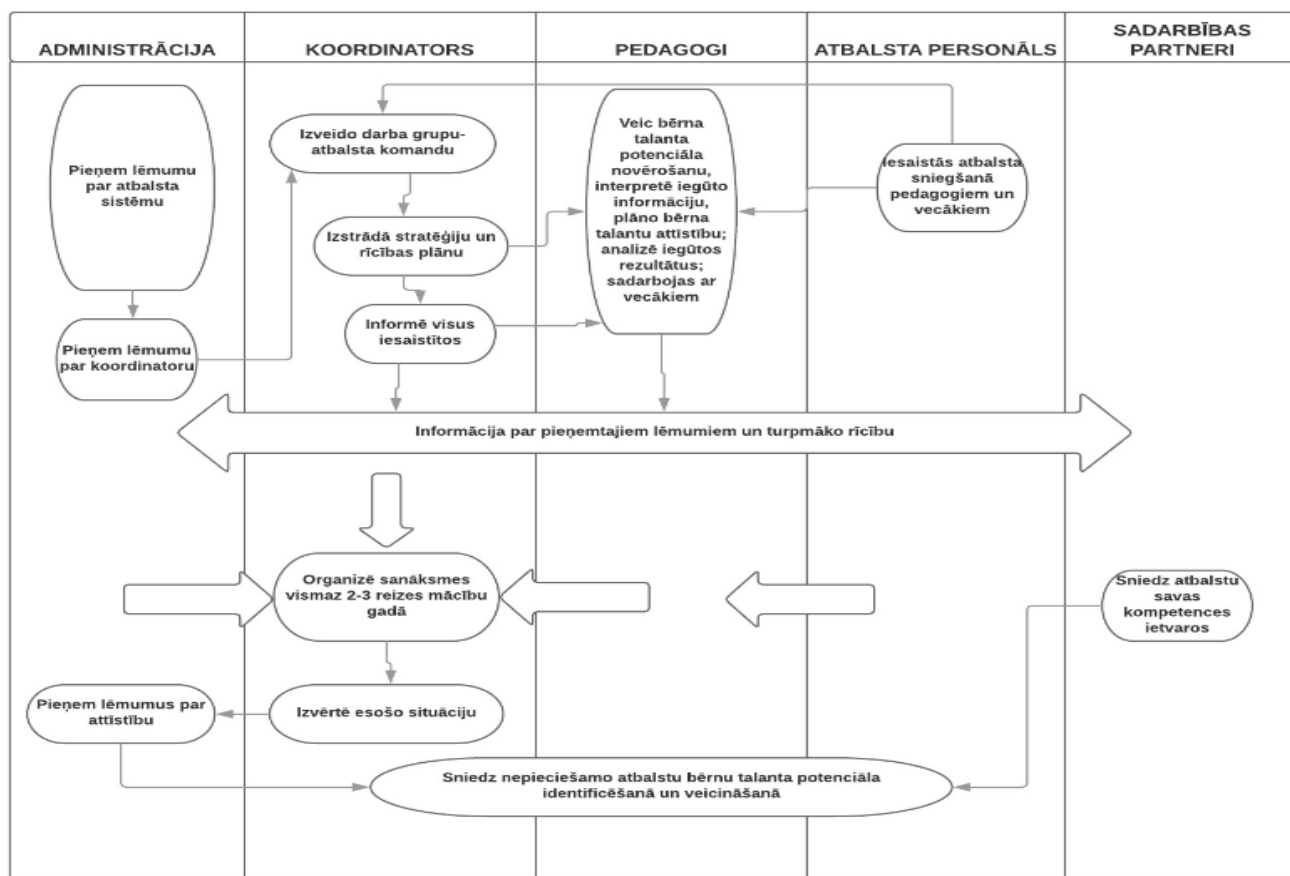 ADMINISTRĀCIJA
KOORDINATORS
PEDAGOGI
ATBALSTA PERSONĀLS
SADARBĪBAS
PARTNERI
Pieņem lēmumu
par atbalsta
sistēmu
Pieņem lēmumu
par koordinatoru
Izveido darba grupu-
atbalsta komandu
Izstrādā stratēģiju un
rīcības plānu
Informē visus
iesaistītos
Veic bērna
talanta
potenciāla
novērošanu,
interpretē iegūto
informāciju,
plāno bērna
talantu attīstību;
analizē iegūtos
rezultātus;
sadarbojas ar
vecākiem
Iesaistās atbalsta
sniegšanā
pedagogiem un
vecākiem
Informācija par pieņemtajiem lēmumiem un turpmāko rīcību
Organizē sanāksmes
vismaz 2-3 reizes mācību
gadā
Sniedz atbalstu
savas
kompetences
ietvaros
Pieņem lēmumus par
attīstību
Izvērtē esošo situāciju
Sniedz nepieciešamo atbalstu bērnu talanta potenciāla
identificēšanā un veicināšanā